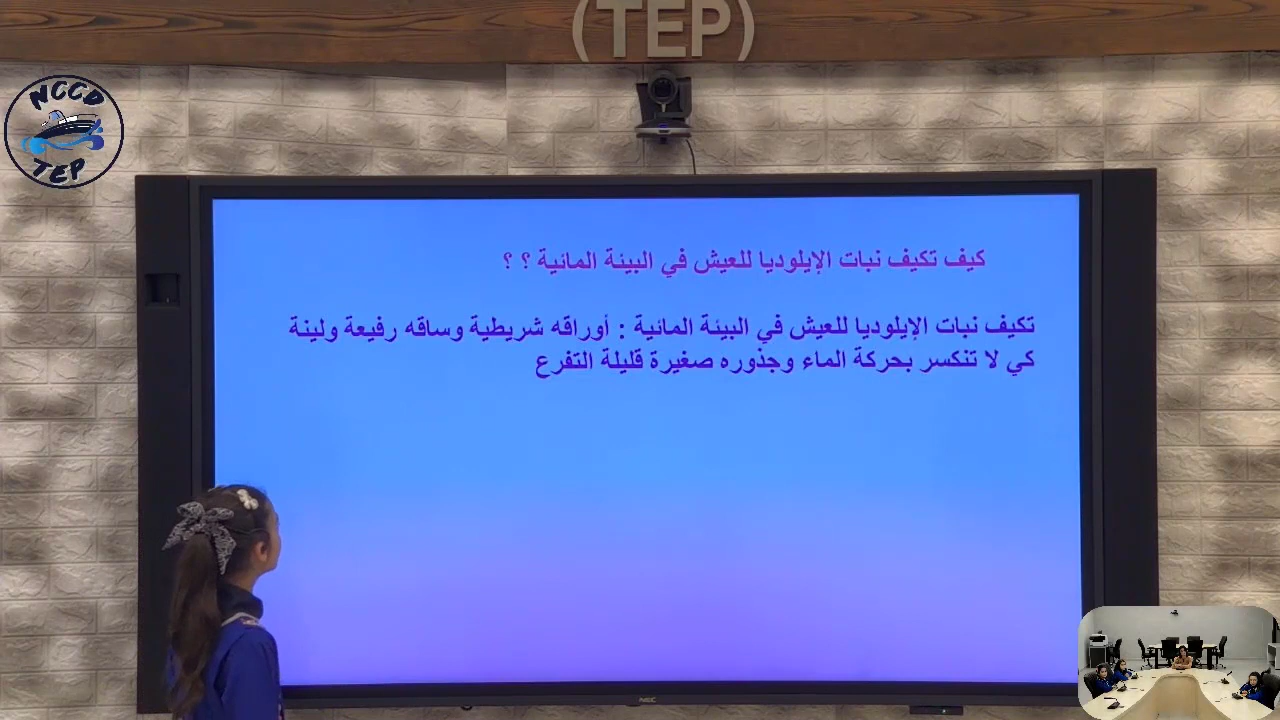 (TEP)
NCCD
TEP
كيف تكيف نبات الإيلوديا للعيش في البيئة المائية ؟ ؟
تكيف نبات الإيلوديا للعيش في البيئة المائية : أوراقه شريطية وساقه رفيعة ولينة
كي لا تنكسر بحركة الماء وجذوره صغيرة قليلة التفرع
NEC